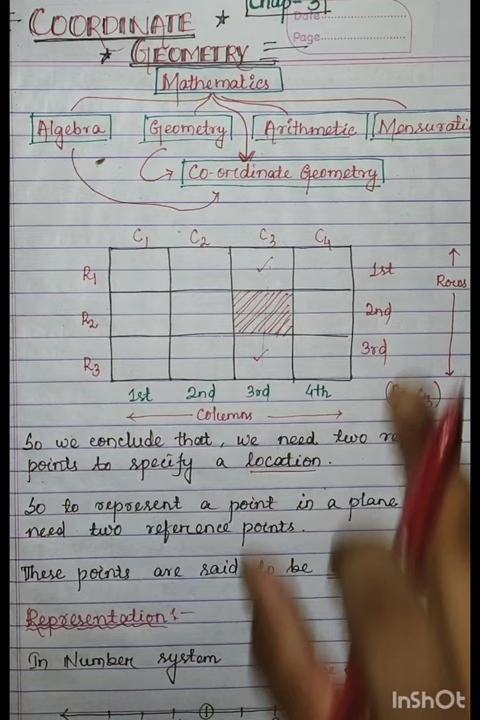 COORDINATE
Chap-3
Date:
GEOMETRY
Page
Mathematics
Algebra Geometry Arithmetic Mensurati
Co-ordinate Geometry
C1 C2 C3 C4
R1 1st
Rows
R2 2nd
R3 3rd
1st 2nd 3rd 4th
Columns
So we conclude that, we need two
points to specify a location.
So to represent a point in a plane
need two reference points.
These points are said to be
Representation:-
In Number system
InShOt